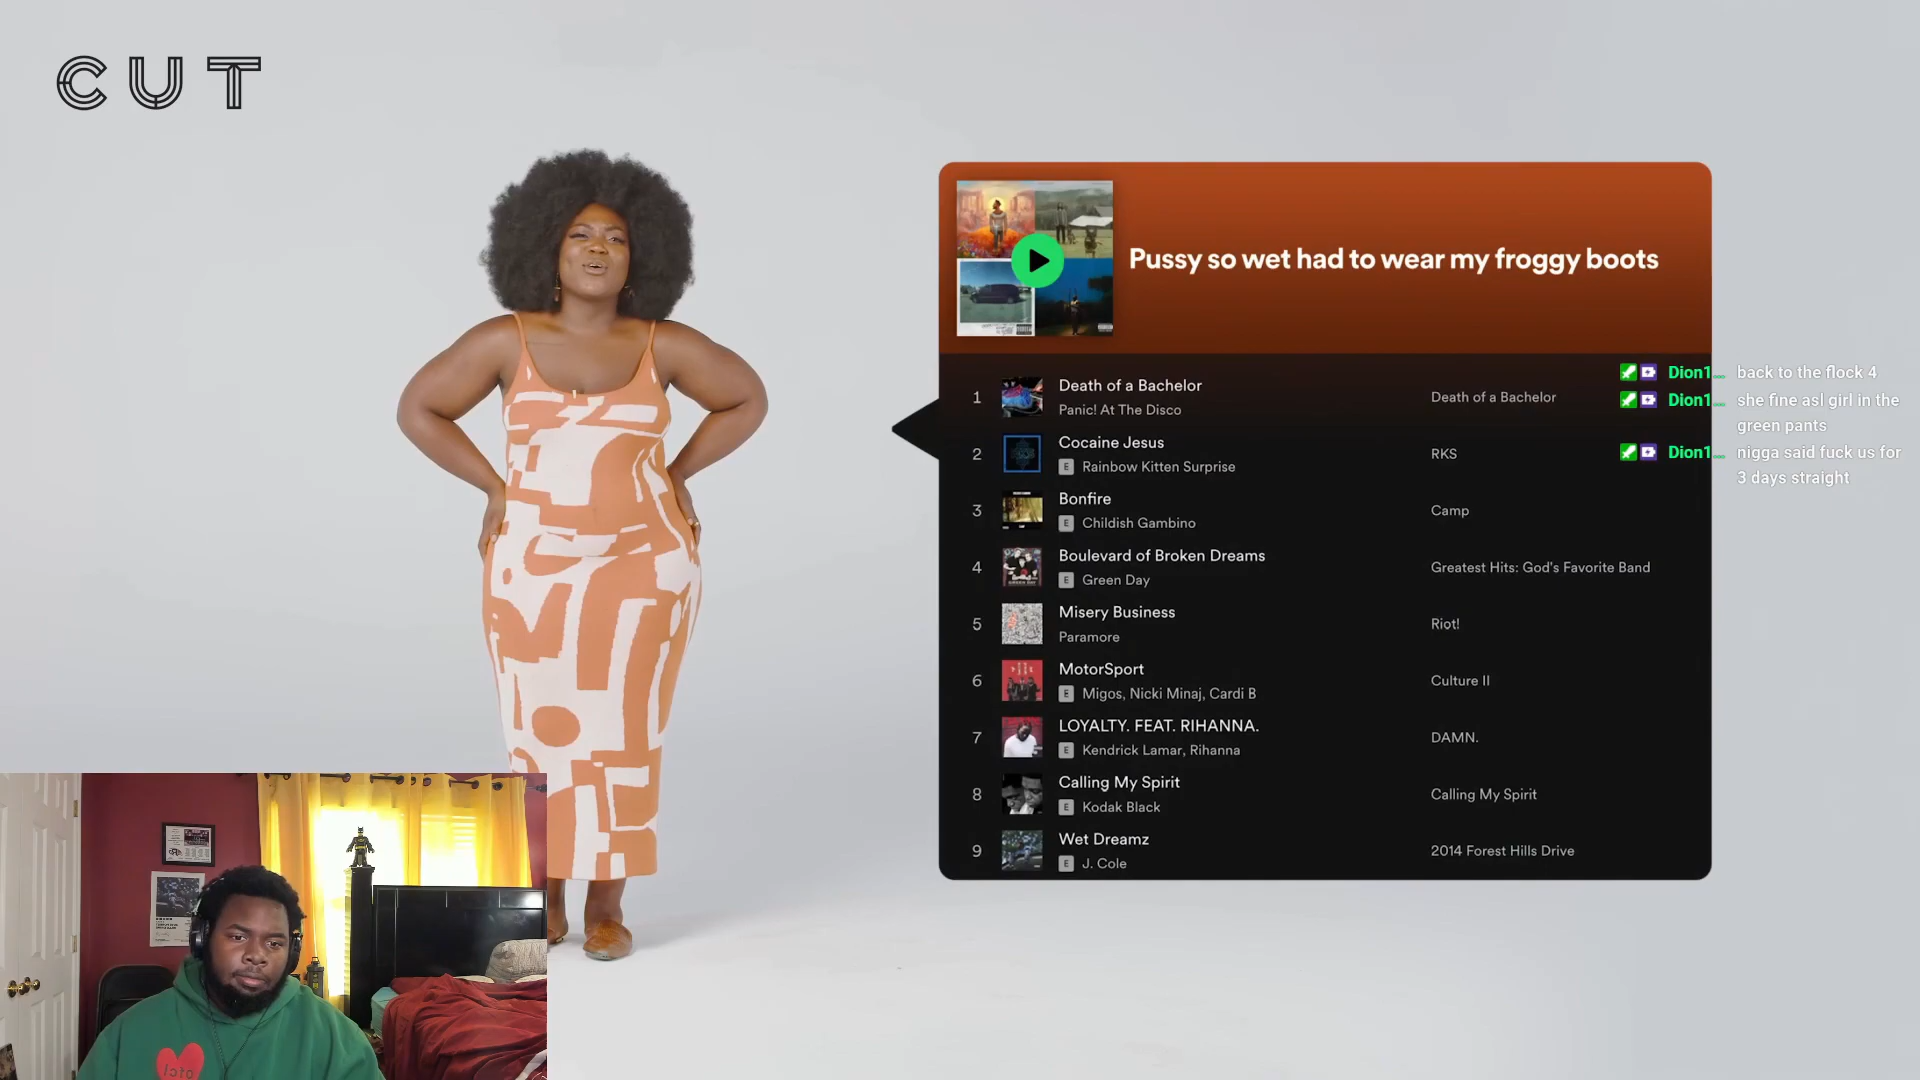 CUT
Pussy so wet had to wear my froggy boots
1
Death of a Bachelor
Panic! At The Disco
Death of a Bachelor
2
Cocaine Jesus
E Rainbow Kitten Surprise
RKS
3
Bonfire
E Childish Gambino
Camp
4
Boulevard of Broken Dreams
E Green Day
Greatest Hits: God's Favorite Band
5
Misery Business
Paramore
Riot!
6
MotorSport
E Migos, Nicki Minaj, Cardi B
Culture II
7
LOYALTY. FEAT. RIHANNA.
E Kendrick Lamar, Rihanna
DAMN.
8
Calling My Spirit
E Kodak Black
Calling My Spirit
9
Wet Dreamz
E J. Cole
2014 Forest Hills Drive
Dion1... back to the flock 4
Dion1... she fine asl girl in the
green pants
Dion1... nigga said fuck us for
3 days straight